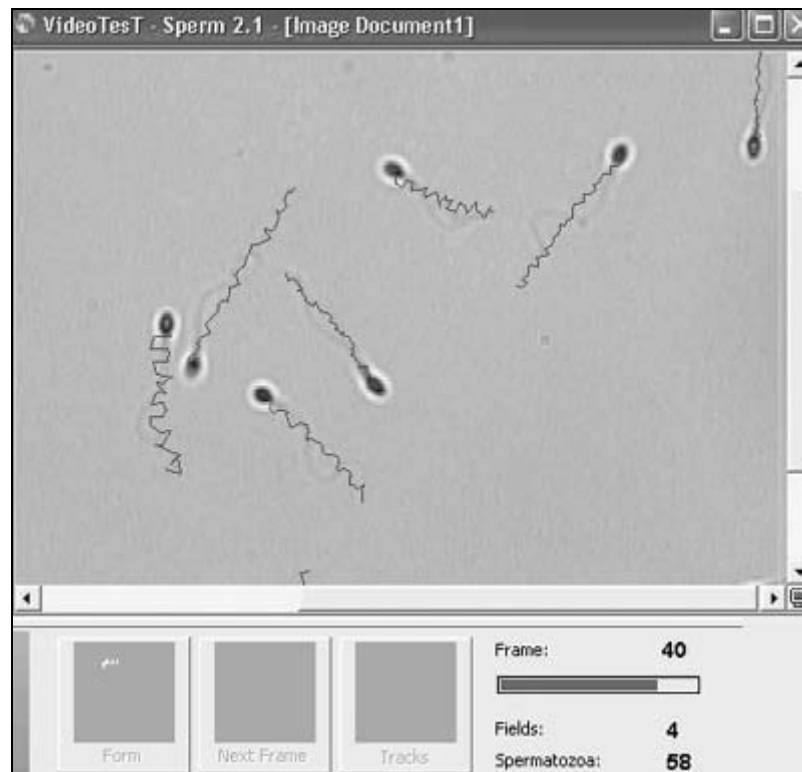 VideoTesT - Sperm 2.1 - [Image Document1]
Form
Next Frame
Tracks
Frame: 40
Fields: 4
Spermatozoa: 58